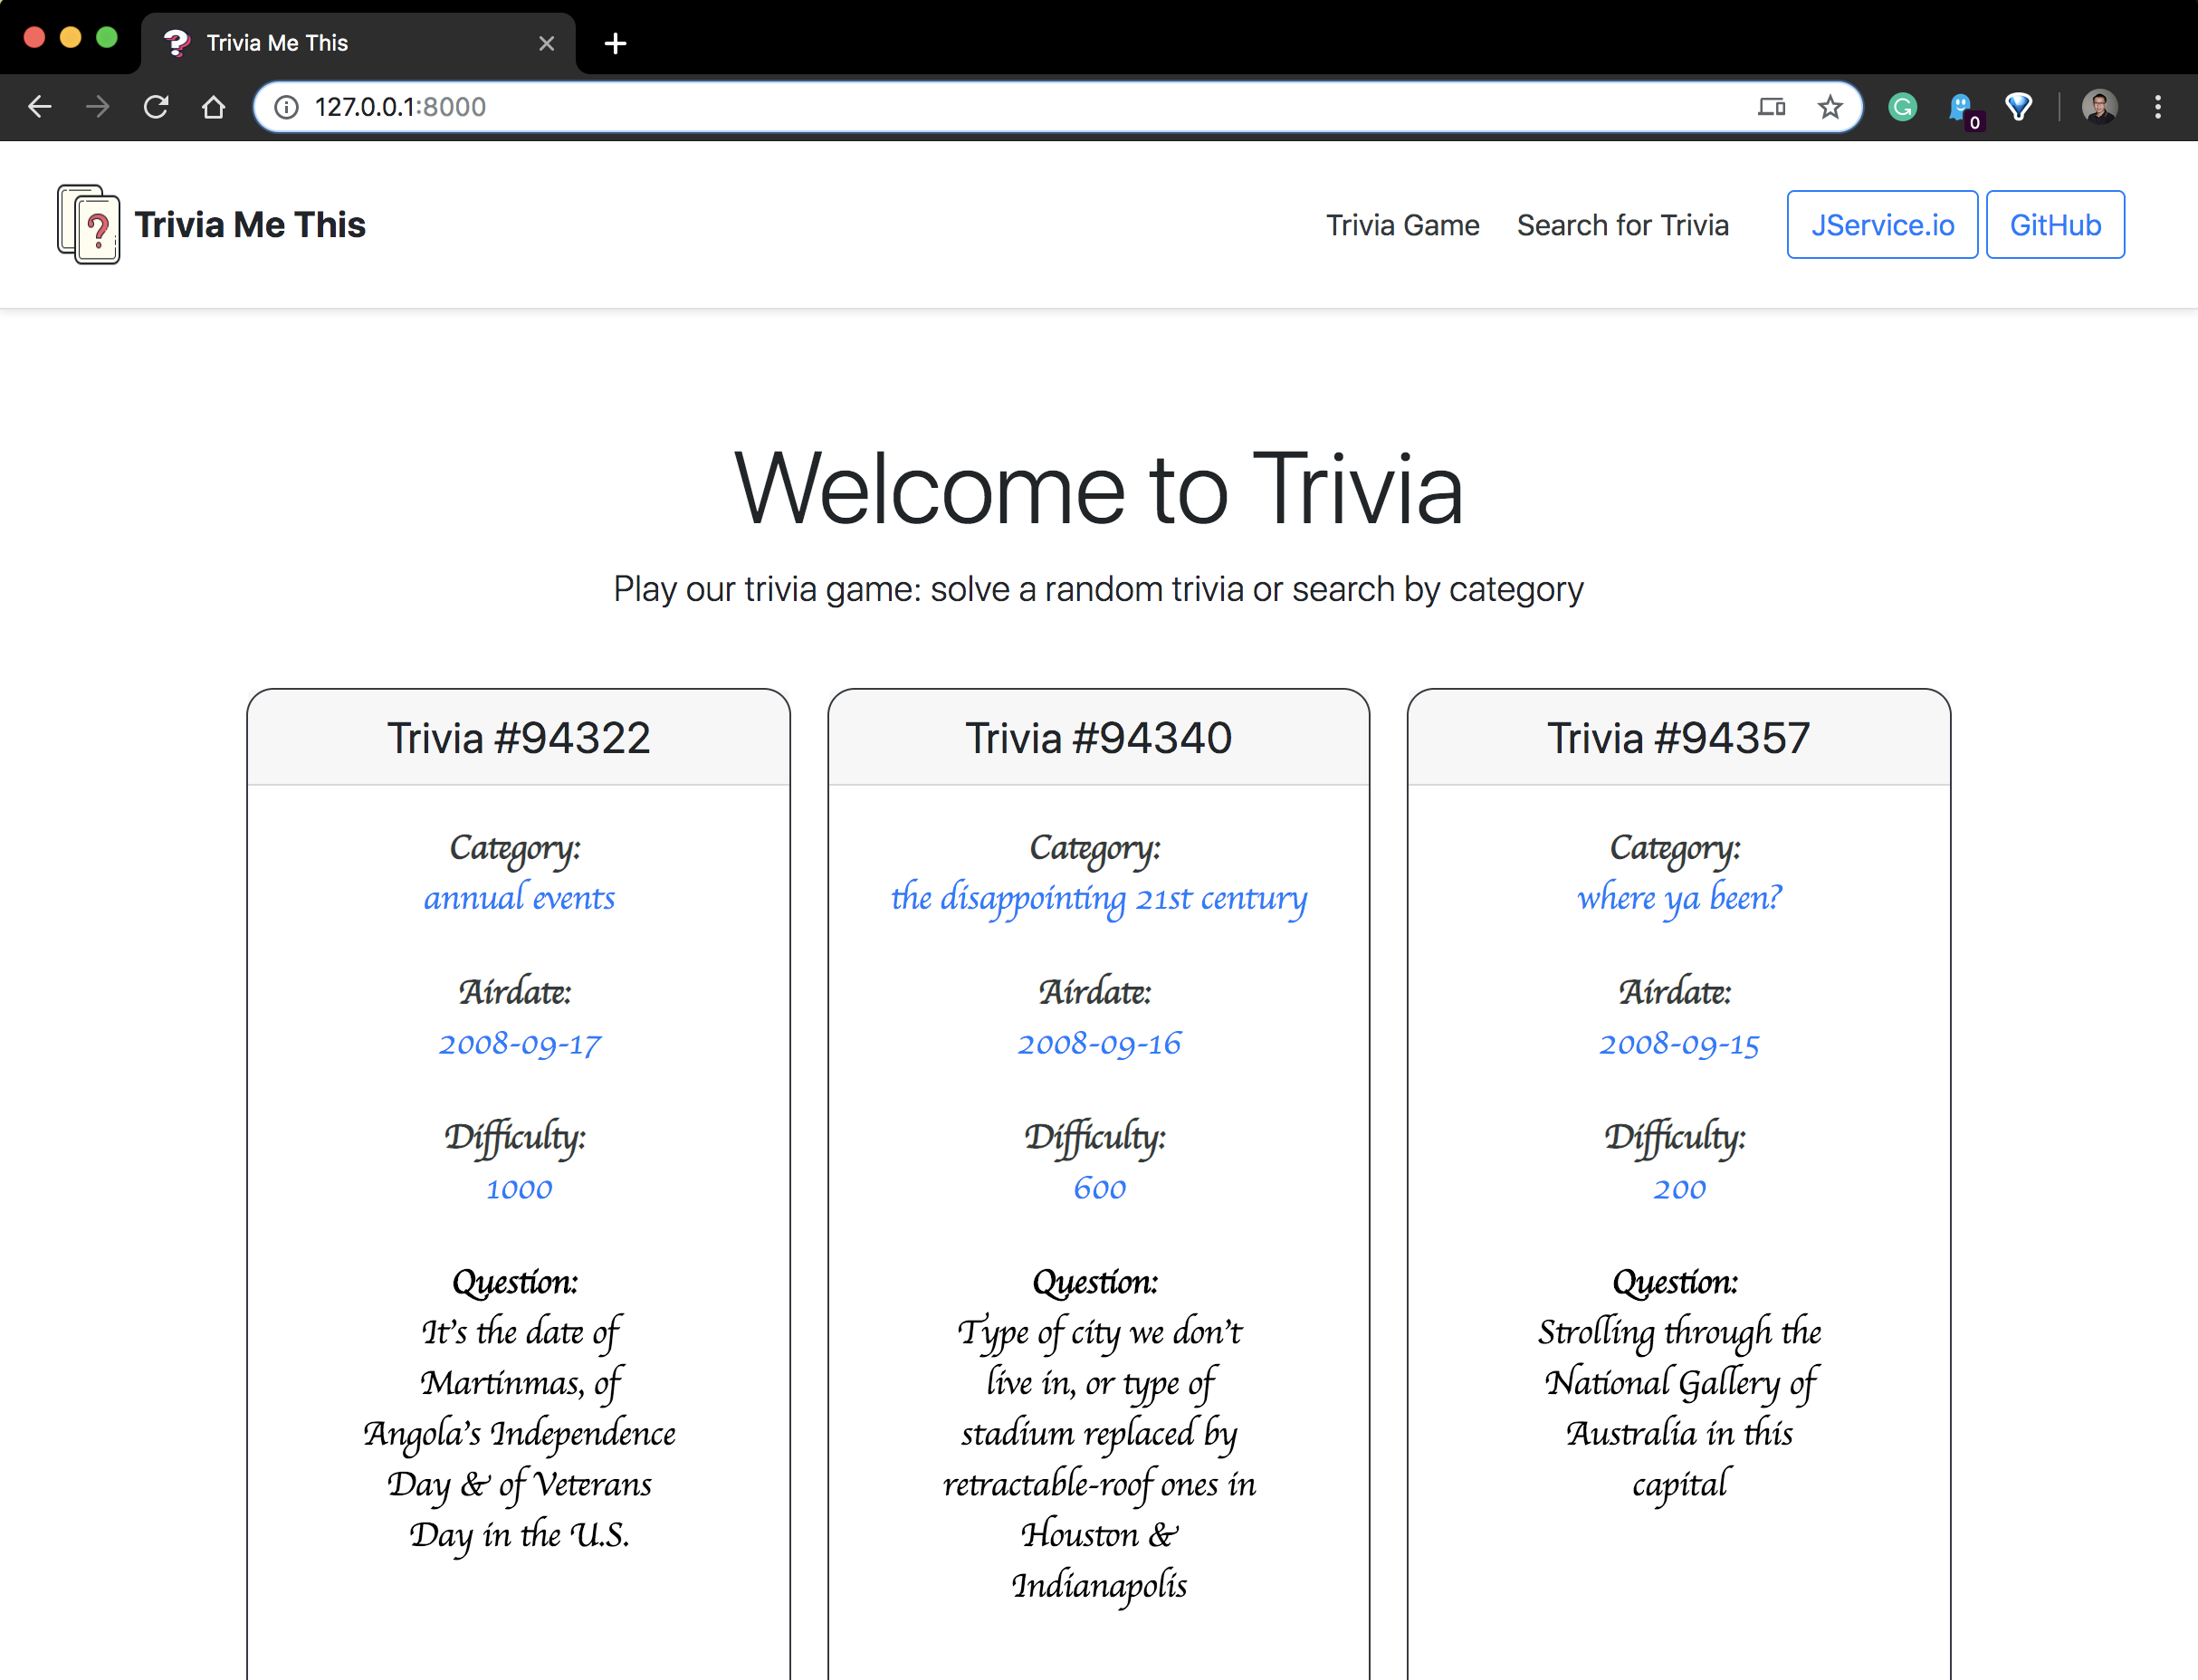 Trivia Me This
127.0.0.1:8000
0
Trivia Me This
Trivia Game
Search for Trivia
JService.io
GitHub
Welcome to Trivia
Play our trivia game: solve a random trivia or search by category
Trivia #94322
Category:
annual events
Airdate:
2008-09-17
Difficulty:
1000
Question:
It's the date of
Martinmas, of
Angola's Independence
Day & of Veterans
Day in the U.S.
Trivia #94340
Category:
the disappointing 21st century
Airdate:
2008-09-16
Difficulty:
600
Question:
Type of city we don't
live in, or type of
stadium replaced by
retractable-roof ones in
Houston &
Indianapolis
Trivia #94357
Category:
where ya been?
Airdate:
2008-09-15
Difficulty:
200
Question:
Strolling through the
National Gallery of
Australia in this
capital